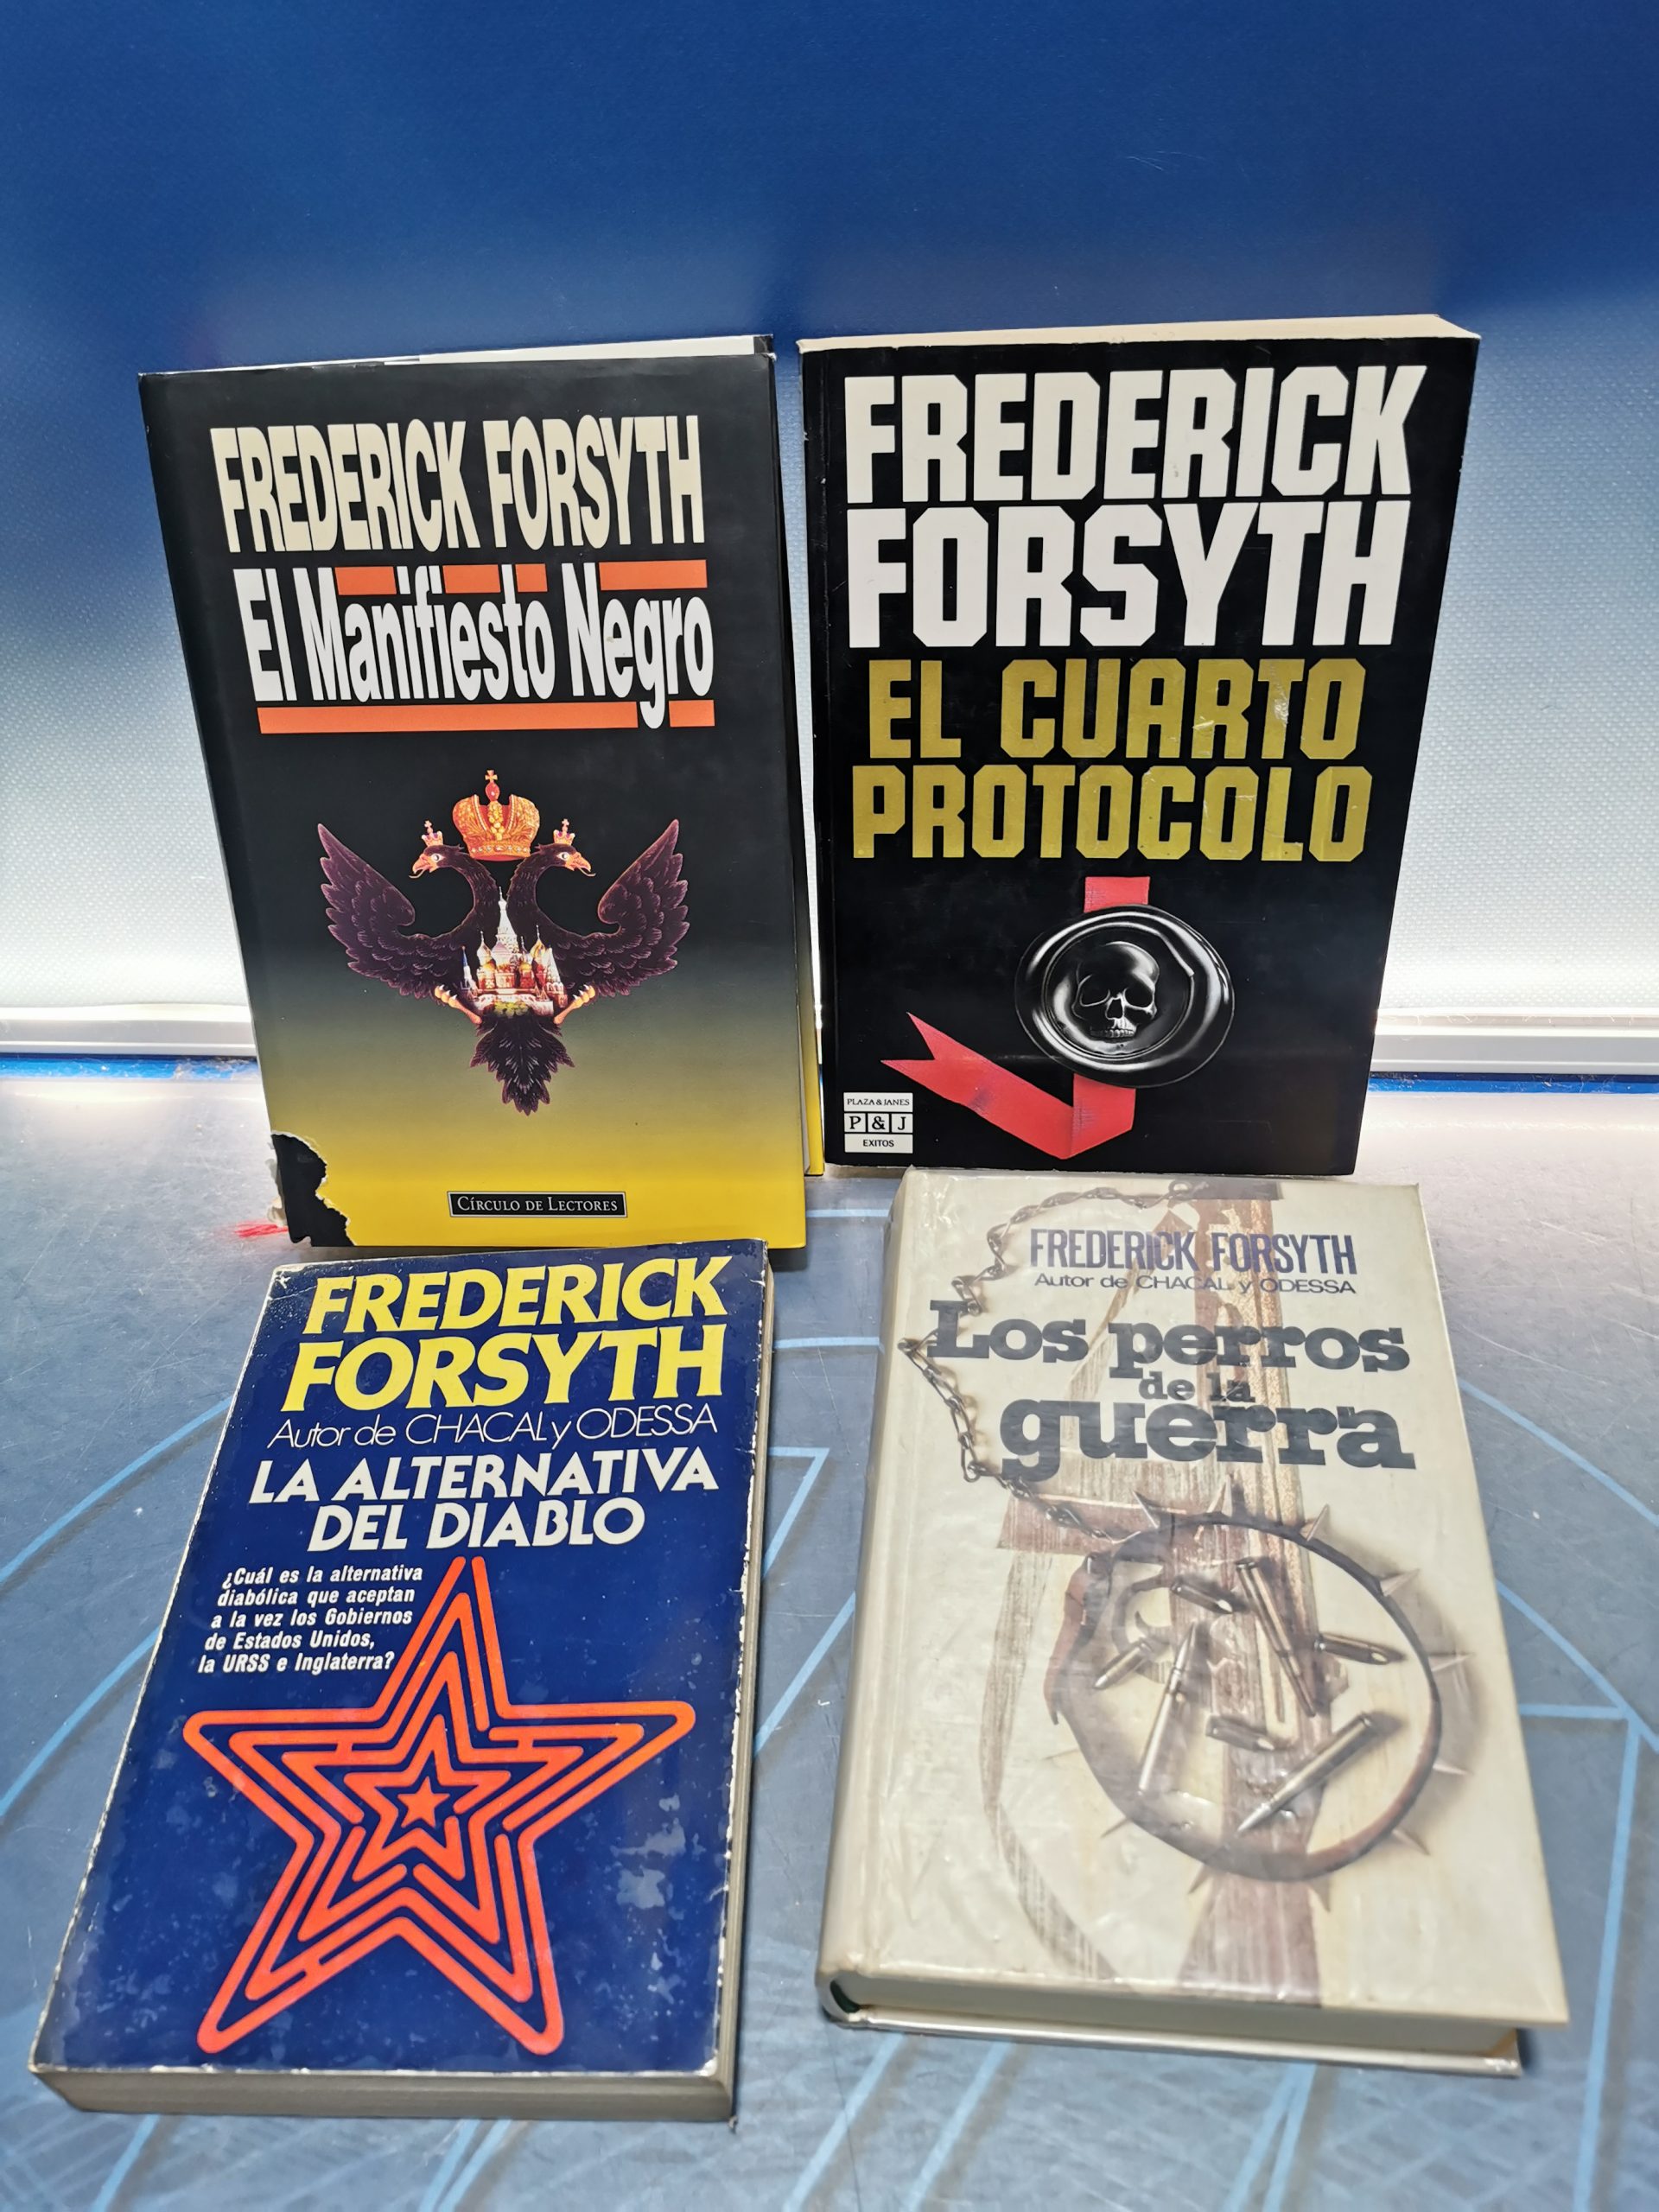 FREDERICK FORSYTH
El Manifiesto Negro
CÍRCULO DE LECTORES
FREDERICK
FORSYTH
EL CUARTO
PROTOCOLO
PLAZA & JANES
P & J
EXITOS
FREDERICK
FORSYTH
Autor de CHACAL y ODESSA
LA ALTERNATIVA
DEL DIABLO
¿Cuál es la alternativa
diabólica que aceptan
a la vez los Gobiernos
de Estados Unidos,
la URSS e Inglaterra?
FREDERICK FORSYTH
Autor de CHACAL y ODESSA
Los perros
de la
guerra